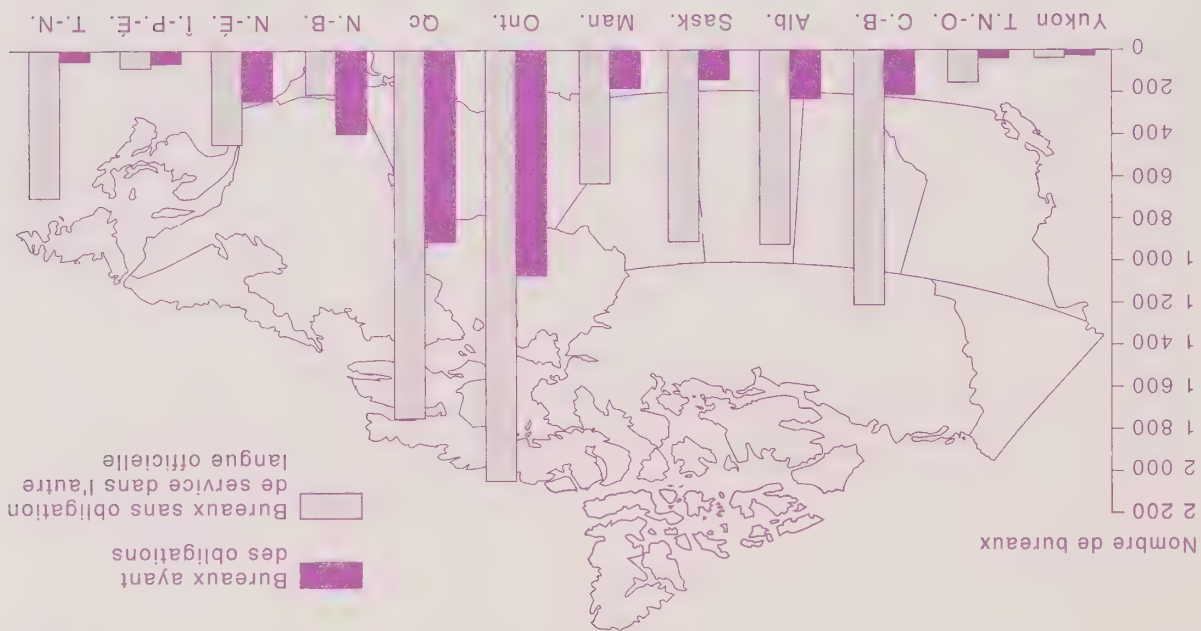 Nombre de bureaux
2 200
2 000
1 800
1 600
1 400
1 200
1 000
800
600
400
200
0
Bureaux ayant
des obligations
Bureaux sans obligation
de service dans l'autre
langue officielle
Yukon T.N.-O. C.-B. Alb. Sask. Man. Ont. Qc N.-B. N.-É. Î.-P.-É. T.-N.